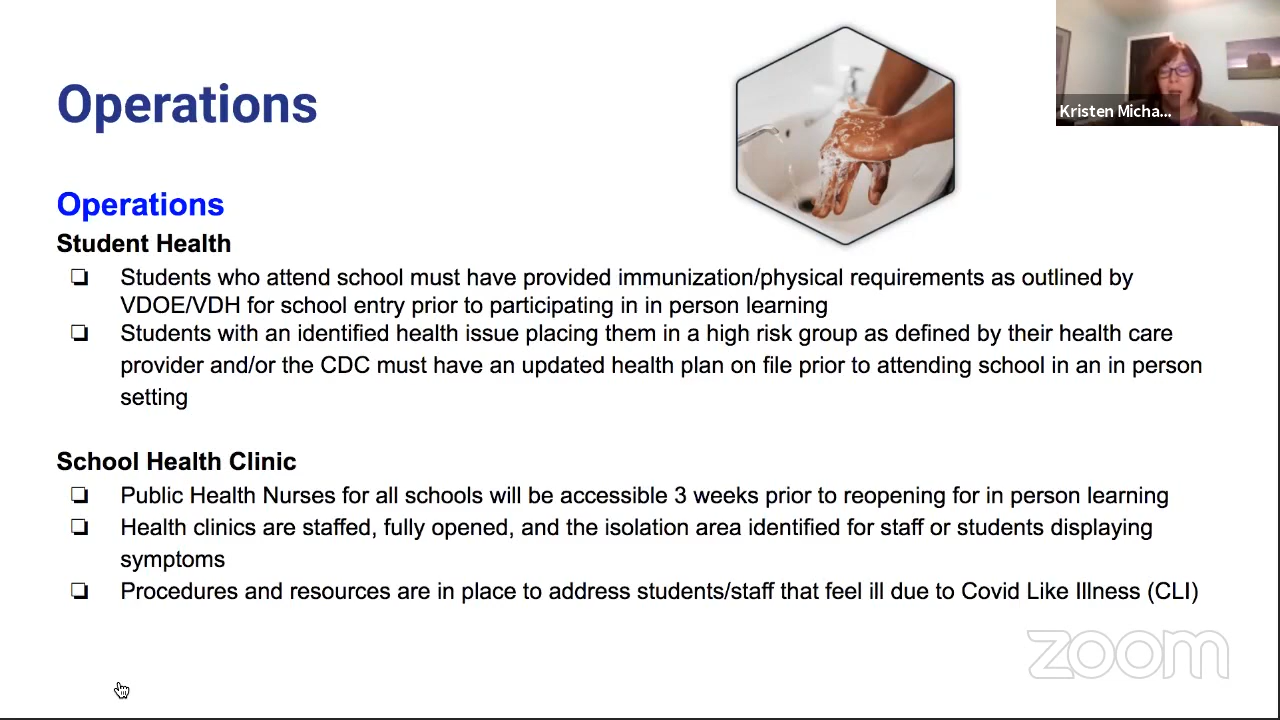 Operations
Kristen Micha...
Operations
Student Health
❏ Students who attend school must have provided immunization/physical requirements as outlined by
VDOE/VDH for school entry prior to participating in in person learning
❏ Students with an identified health issue placing them in a high risk group as defined by their health care
provider and/or the CDC must have an updated health plan on file prior to attending school in an in person
setting
School Health Clinic
❏ Public Health Nurses for all schools will be accessible 3 weeks prior to reopening for in person learning
❏ Health clinics are staffed, fully opened, and the isolation area identified for staff or students displaying
symptoms
❏ Procedures and resources are in place to address students/staff that feel ill due to Covid Like Illness (CLI)
zoom